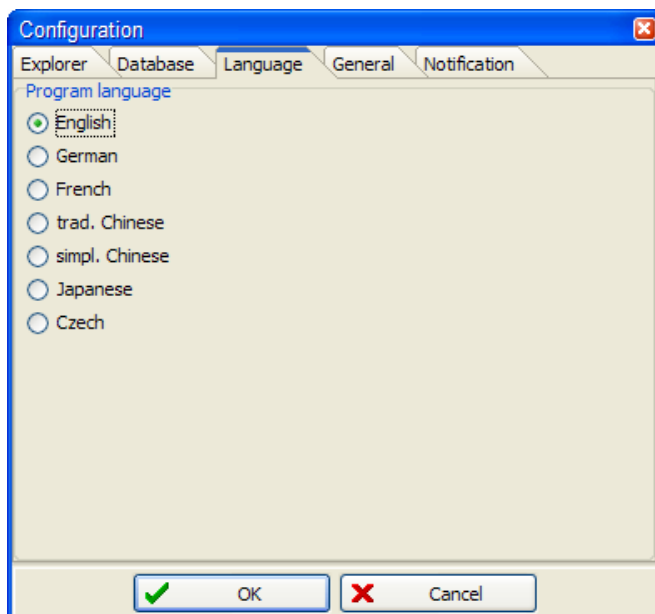 Configuration
Explorer Database Language General Notification
Program language
English
German
French
trad. Chinese
simpl. Chinese
Japanese
Czech
OK Cancel